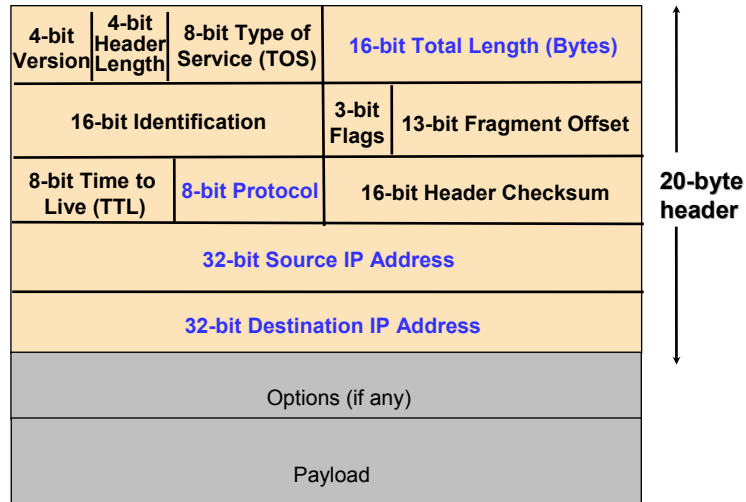 4-bit
Version
4-bit
Header
Length
8-bit Type of
Service (TOS)
16-bit Total Length (Bytes)
16-bit Identification
3-bit
Flags
13-bit Fragment Offset
8-bit Time to
Live (TTL)
8-bit Protocol
16-bit Header Checksum
20-byte
header
32-bit Source IP Address
32-bit Destination IP Address
Options (if any)
Payload